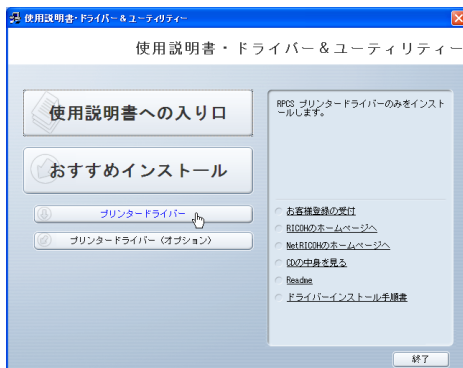 使用説明書・ドライバー＆ユーティリティー
使用説明書・ドライバー＆ユーティリティー
使用説明書への入り口
おすすめインストール
プリンタードライバー
プリンタードライバー（オプション）
RPCS プリンタードライバーのみをインスト
ールします。
お客様登録の受付
RICOHのホームページへ
NetRICOHのホームページへ
CDの中身を見る
Readme
ドライバーインストール手順書
終了